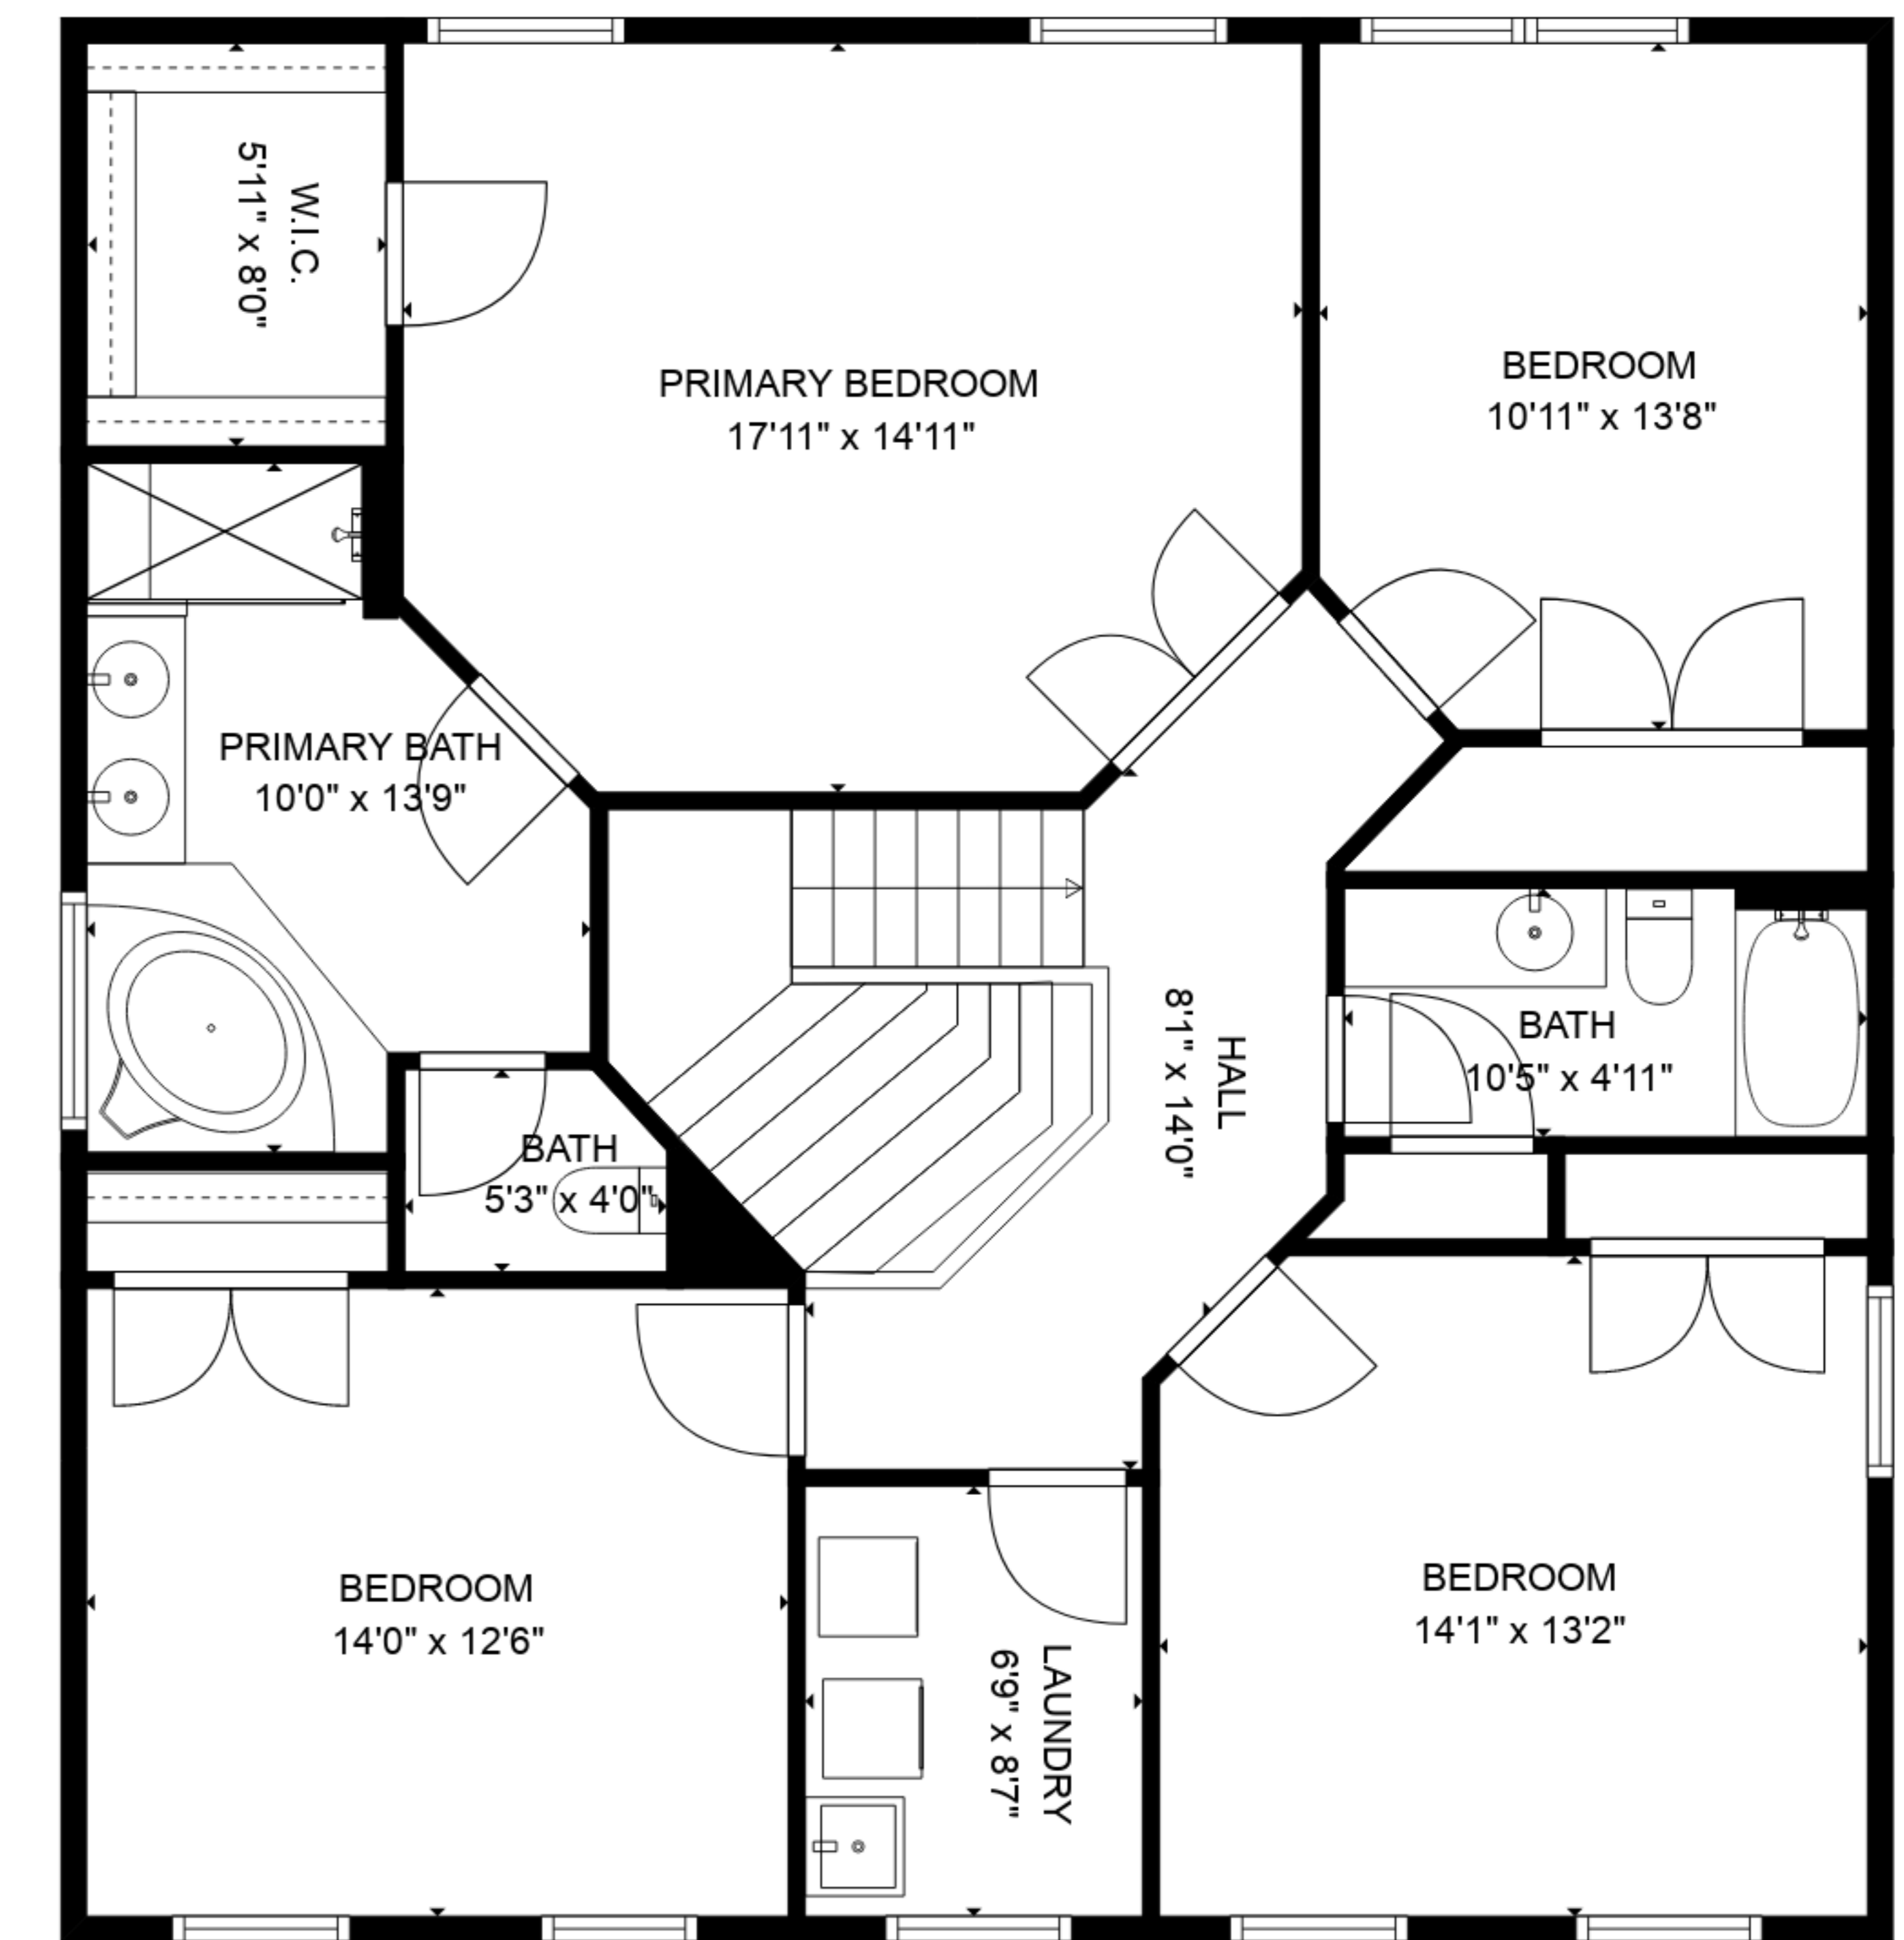 W.I.C.
5'11" x 8'0"
PRIMARY BEDROOM
17'11" x 14'11"
BEDROOM
10'11" x 13'8"
PRIMARY BATH
10'0" x 13'9"
HALL
8'1" x 14'0"
BATH
10'5" x 4'11"
BATH
5'3" x 4'0"
BEDROOM
14'0" x 12'6"
LAUNDRY
6'9" x 8'7"
BEDROOM
14'1" x 13'2"